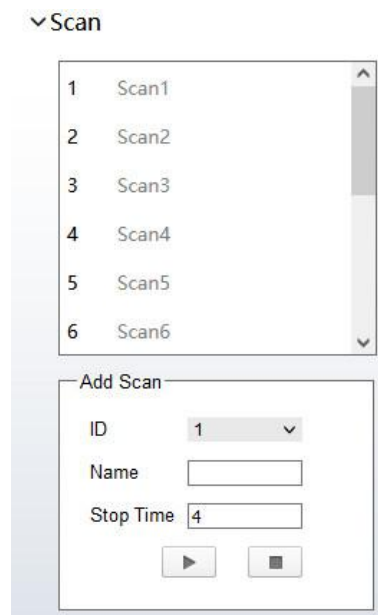 Scan
1 Scan1
2 Scan2
3 Scan3
4 Scan4
5 Scan5
6 Scan6
Add Scan
ID 1
Name
Stop Time 4